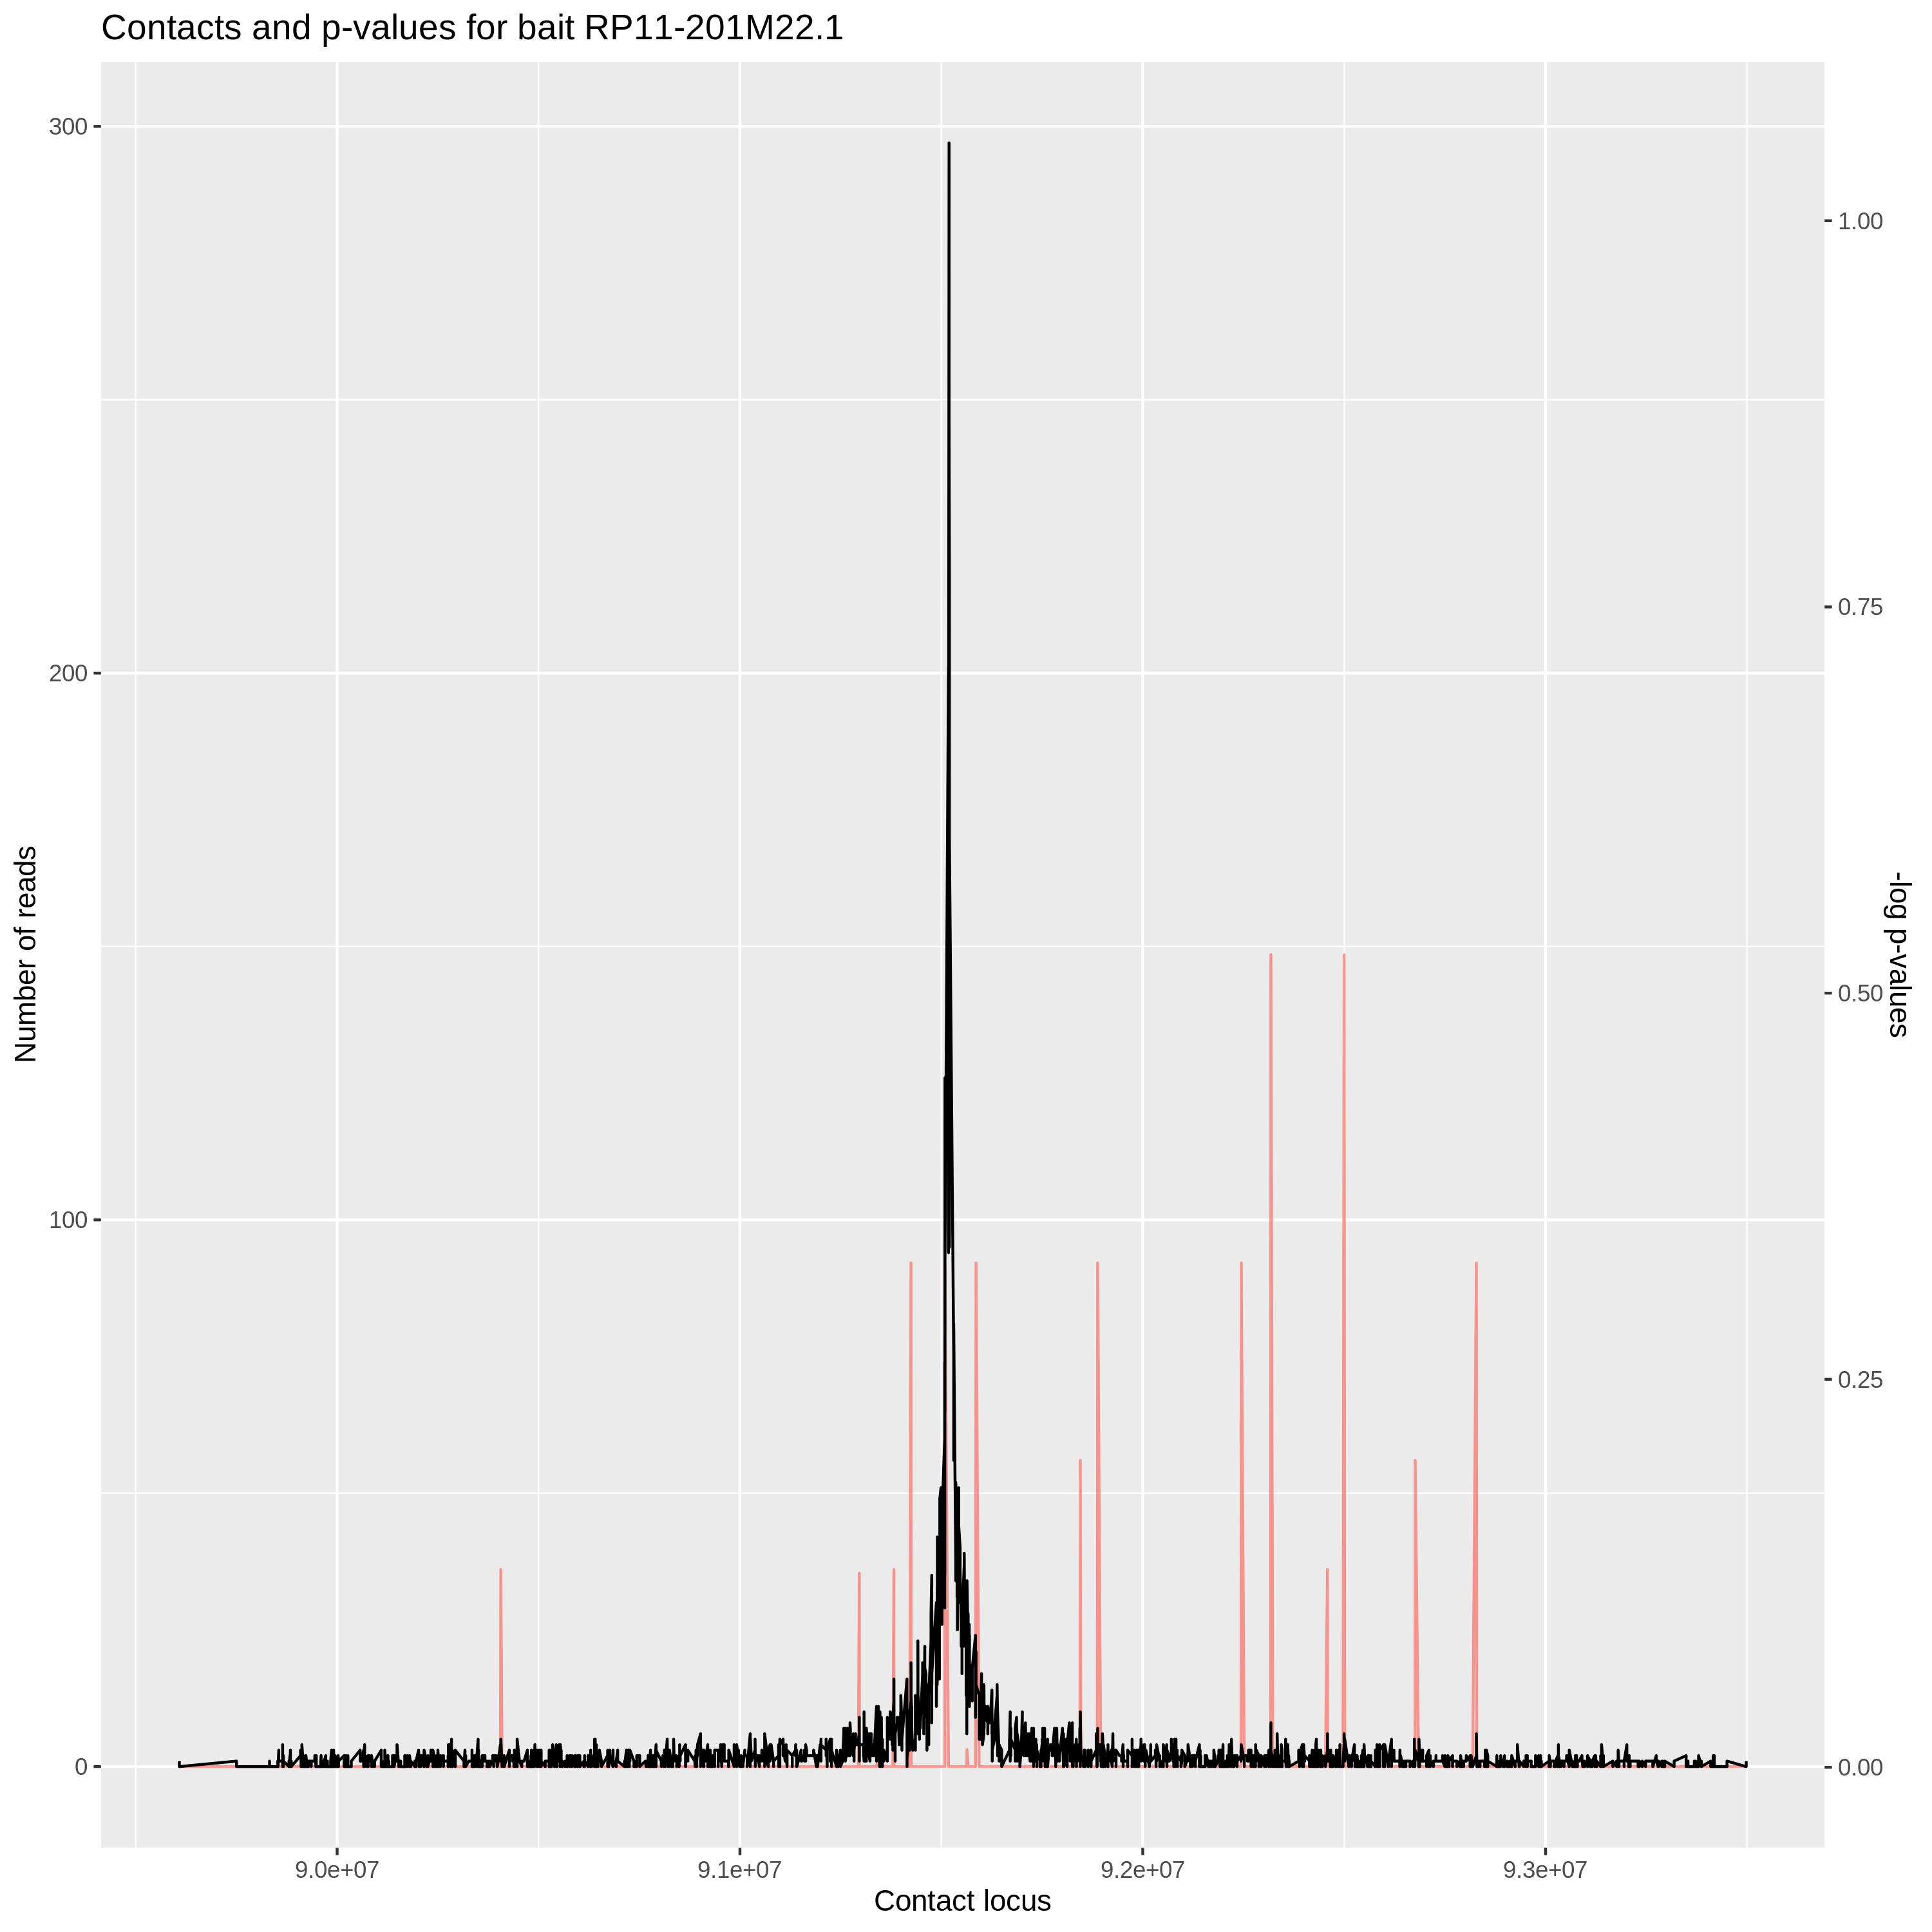 Contacts and p-values for bait RP11-201M22.1
300
200
100
0
Number of reads
1.00
0.75
0.50
0.25
0.00
-log p-values
9.0e+07
9.1e+07
9.2e+07
9.3e+07
Contact locus